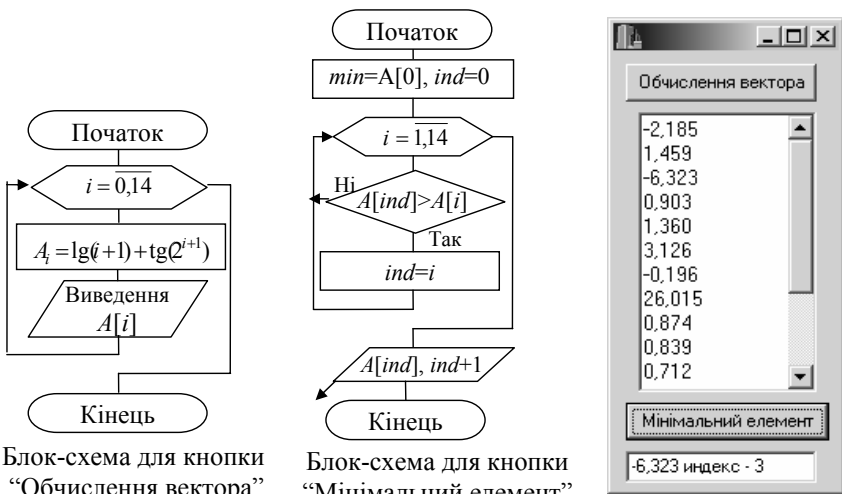 Початок
i = 0,14
A_i = lg(i+1) + tg(2^{i+1})
Виведення
A[i]
Кінець
Блок-схема для кнопки
“Обчислення вектора”
Початок
min=A[0], ind=0
i = 1,14
Ні
A[ind]>A[i]
Так
ind=i
A[ind], ind+1
Кінець
Блок-схема для кнопки
“Мінімальний елемент”
Обчислення вектора
-2,185
1,459
-6,323
0,903
1,360
3,126
-0,196
26,015
0,874
0,839
0,712
Мінімальний елемент
-6,323 индекс - 3